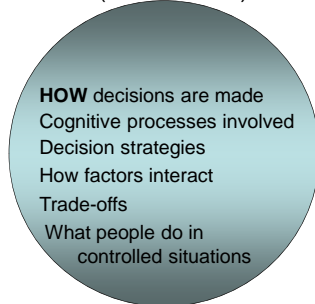 HOW decisions are made
Cognitive processes involved
Decision strategies
How factors interact
Trade-offs
What people do in
controlled situations